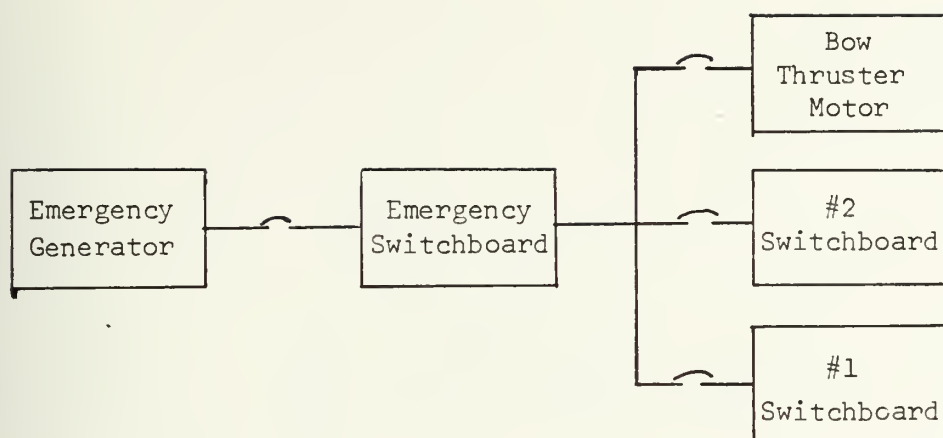 Bow
Thruster
Motor
Emergency
Generator
Emergency
Switchboard
#2
Switchboard
#1
Switchboard